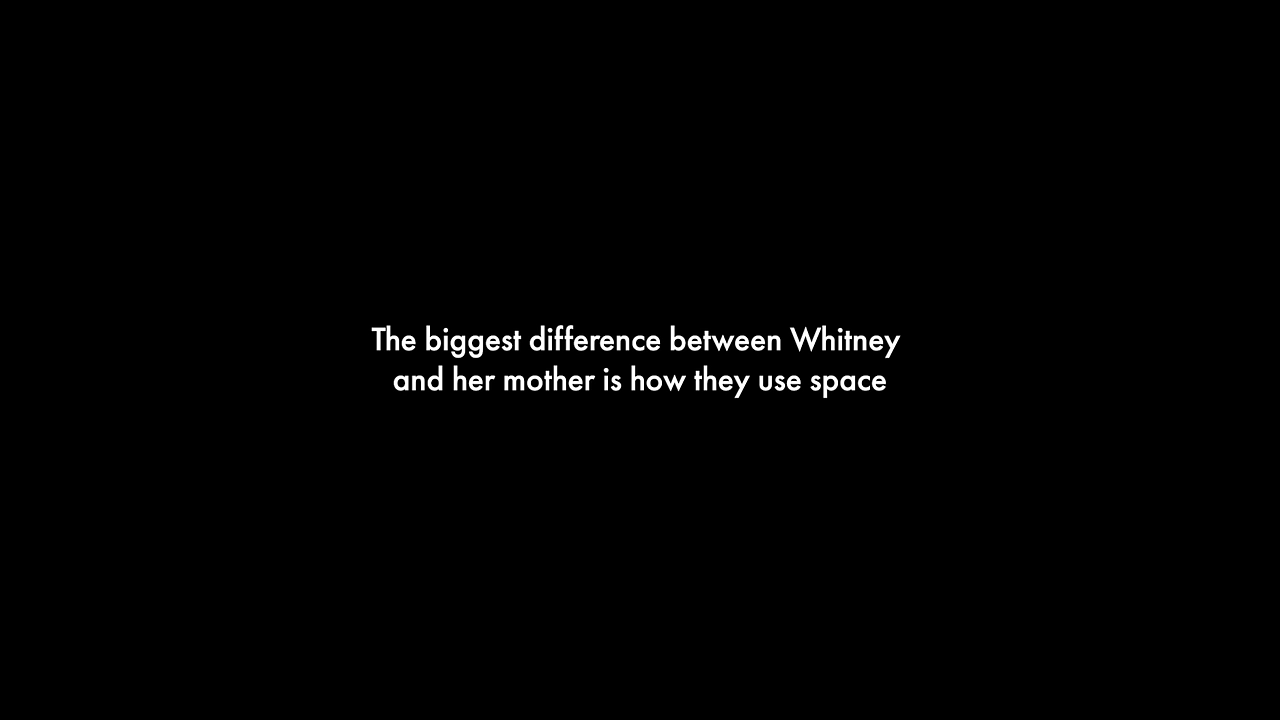 The biggest difference between Whitney
and her mother is how they use space